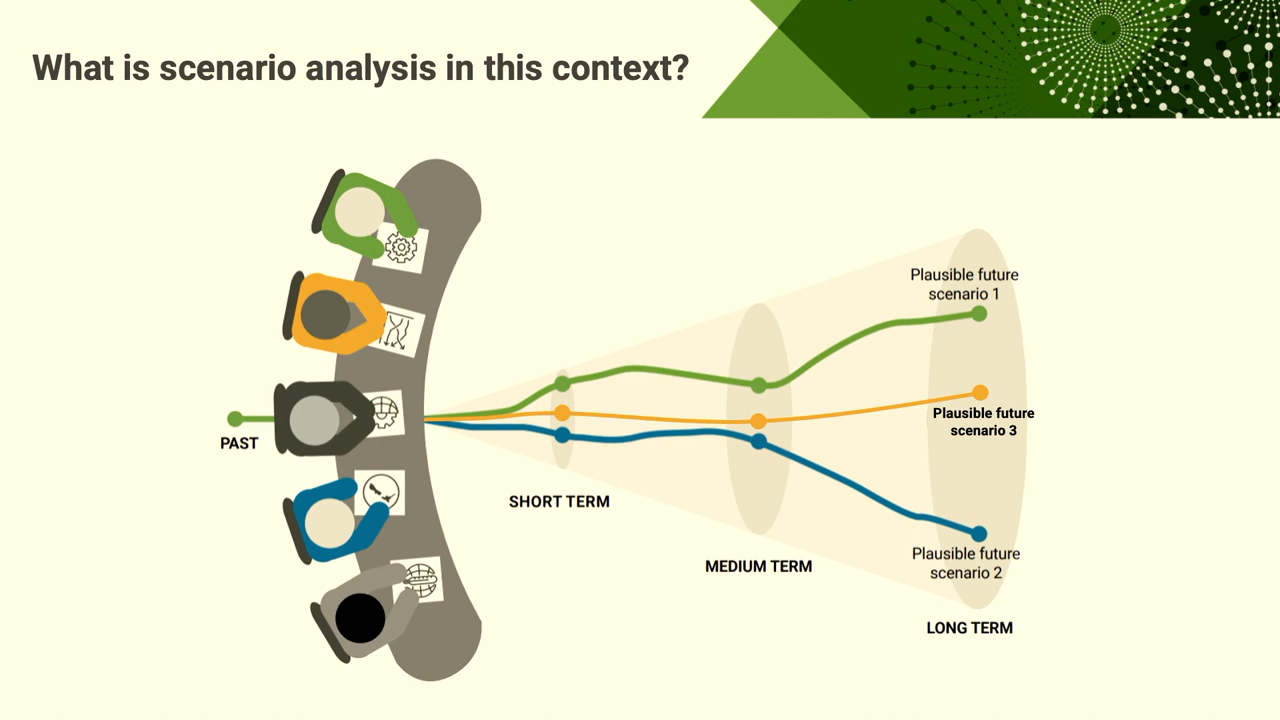 What is scenario analysis in this context?
Plausible future
scenario 1
Plausible future
scenario 3
PAST
SHORT TERM
Plausible future
scenario 2
MEDIUM TERM
LONG TERM